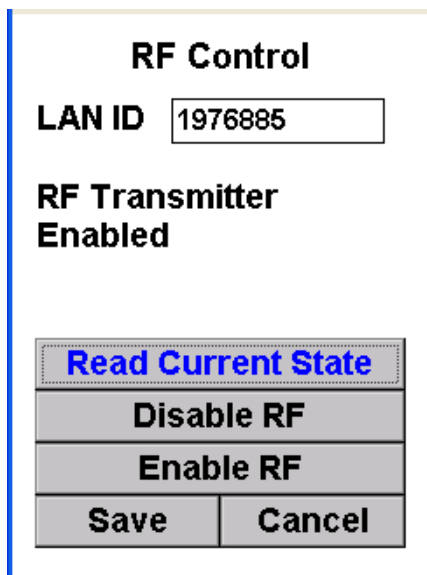 RF Control
LAN ID 1976885
RF Transmitter
Enabled
Read Current State
Disable RF
Enable RF
Save Cancel